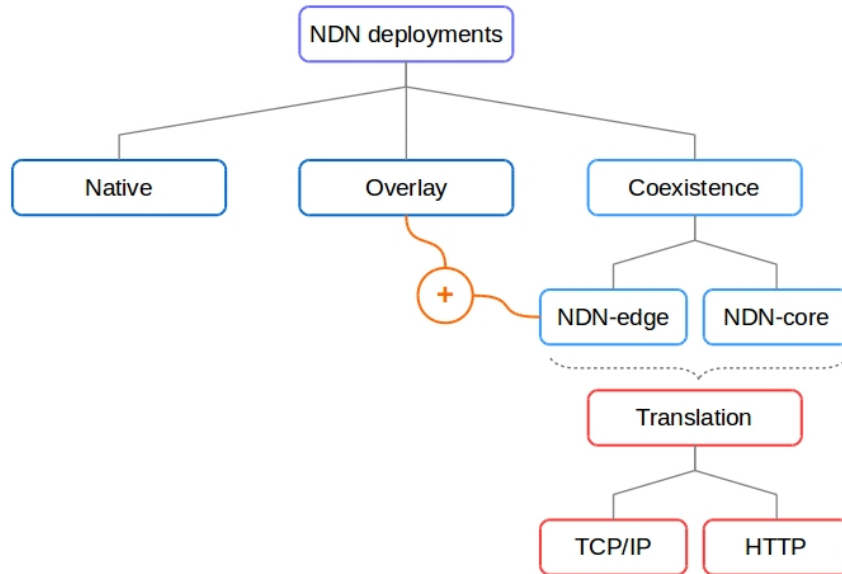 NDN deployments
Native
Overlay
Coexistence
+
NDN-edge
NDN-core
Translation
TCP/IP
HTTP